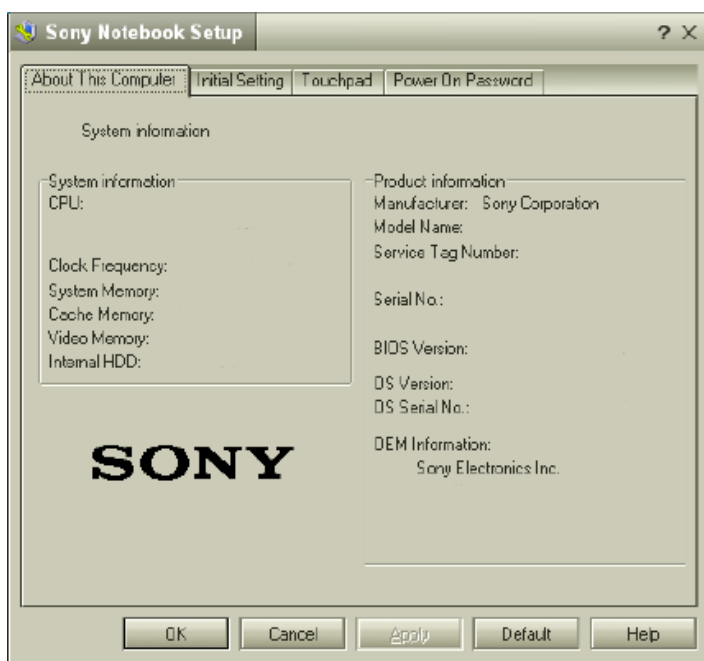 Sony Notebook Setup
? X
About This Computer Initial Setting Touchpad Power On Password
System information
System information
CPU:
Clock Frequency:
System Memory:
Cache Memory:
Video Memory:
Internal HDD:
SONY
Product information
Manufacturer: Sony Corporation
Model Name:
Service Tag Number:
Serial No.:
BIOS Version:
OS Version:
OS Serial No.:
OEM Information:
Sony Electronics Inc.
OK Cancel Apply Default Help